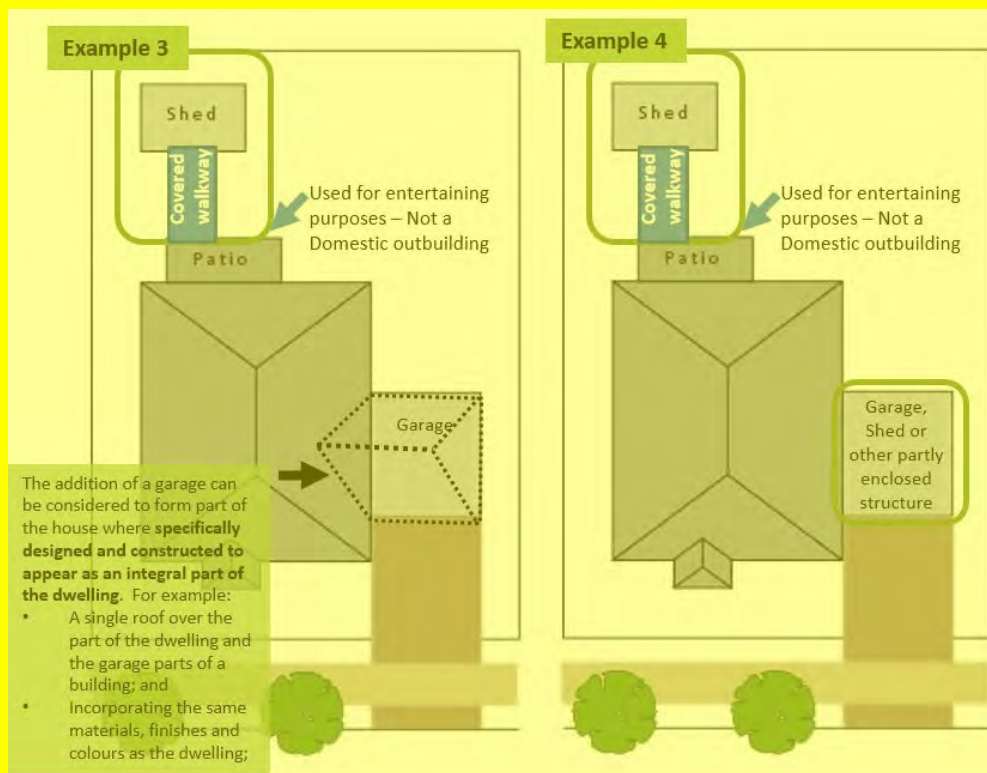 Example 3
Shed
Covered
walkway
Used for entertaining
purposes – Not a
Domestic outbuilding
Patio
Garage
The addition of a garage can
be considered to form part of
the house where specifically
designed and constructed to
appear as an integral part of
the dwelling. For example:
• A single roof over the
part of the dwelling and
the garage parts of a
building; and
• Incorporating the same
materials, finishes and
colours as the dwelling;
Example 4
Shed
Covered
walkway
Used for entertaining
purposes – Not a
Domestic outbuilding
Patio
Garage,
Shed or
other partly
enclosed
structure